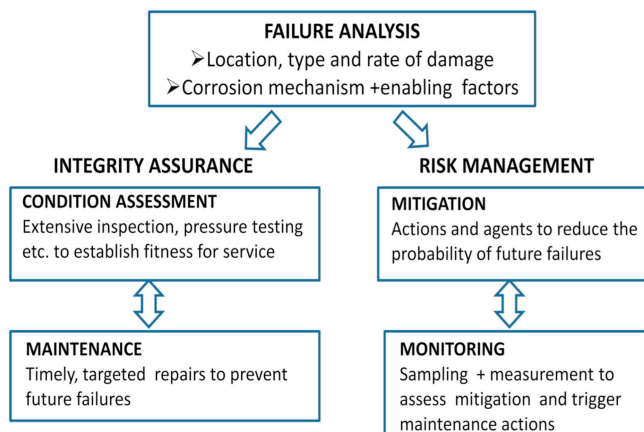 FAILURE ANALYSIS
➢Location, type and rate of damage
➢Corrosion mechanism +enabling factors
INTEGRITY ASSURANCE
CONDITION ASSESSMENT
Extensive inspection, pressure testing
etc. to establish fitness for service
MAINTENANCE
Timely, targeted repairs to prevent
future failures
RISK MANAGEMENT
MITIGATION
Actions and agents to reduce the
probability of future failures
MONITORING
Sampling + measurement to
assess mitigation and trigger
maintenance actions